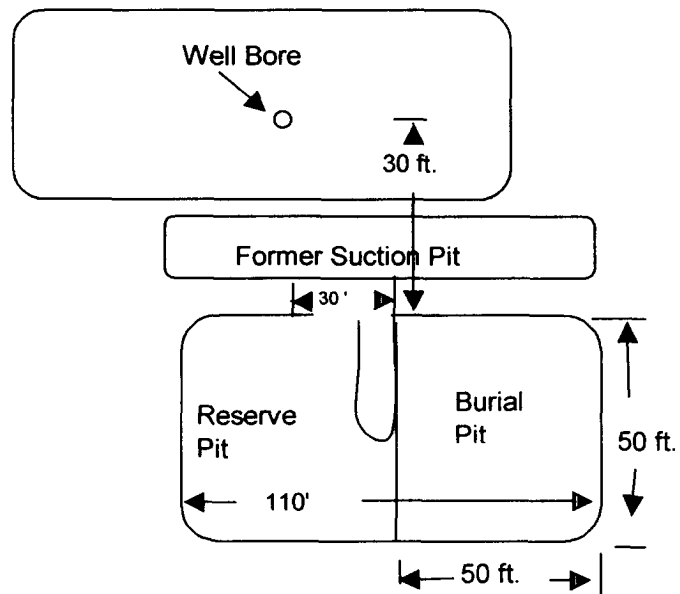 Well Bore
30 ft.
Former Suction Pit
30 '
Reserve
Pit
Burial
Pit
50 ft.
110'
50 ft.